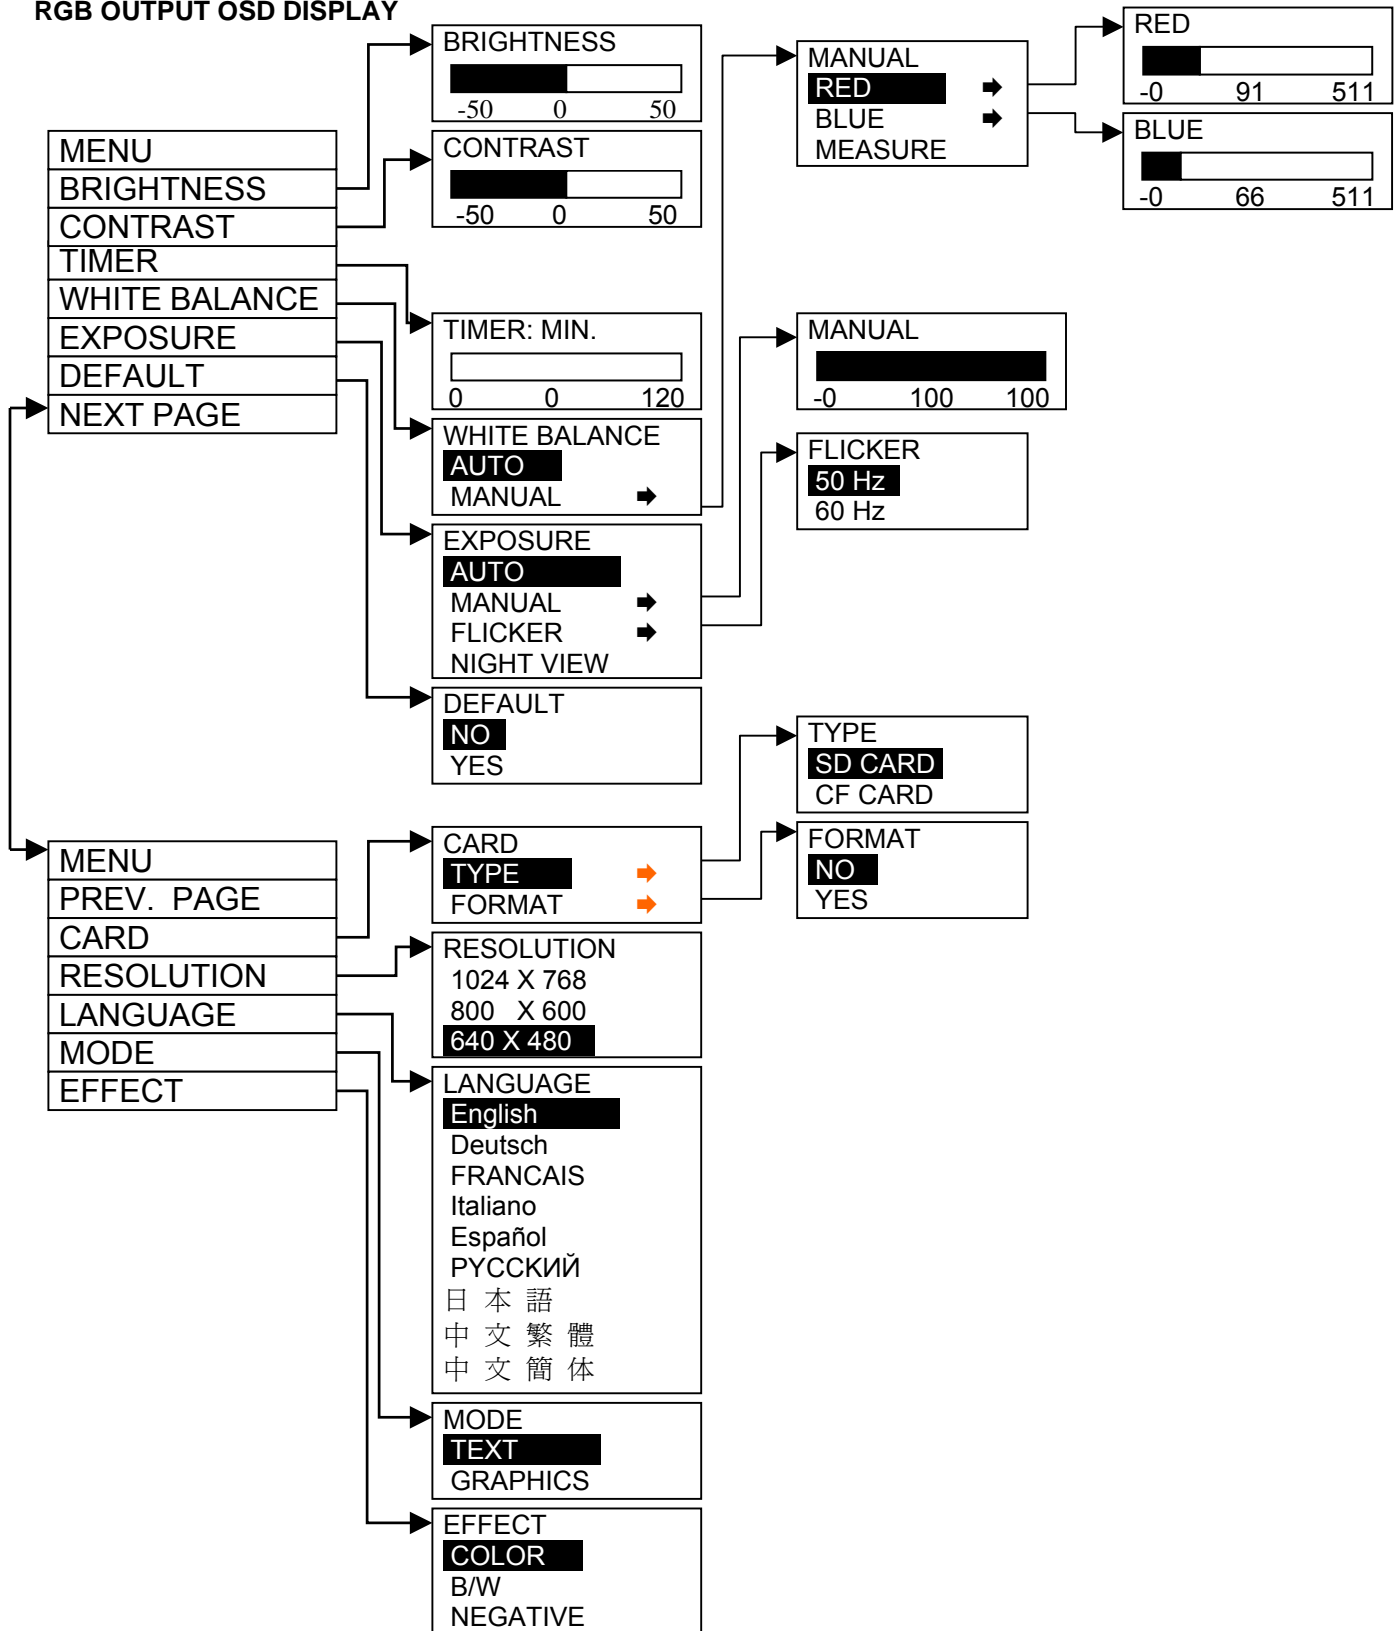 RGB OUTPUT OSD DISPLAY
MENU
BRIGHTNESS
CONTRAST
TIMER
WHITE BALANCE
EXPOSURE
DEFAULT
NEXT PAGE
BRIGHTNESS
-50 0 50
CONTRAST
-50 0 50
TIMER: MIN.
0 0 120
WHITE BALANCE
AUTO
MANUAL
EXPOSURE
AUTO
MANUAL
FLICKER
NIGHT VIEW
DEFAULT
NO
YES
MANUAL
RED
BLUE
MEASURE
RED
-0 91 511
BLUE
-0 66 511
MANUAL
-0 100 100
FLICKER
50 Hz
60 Hz
MENU
PREV. PAGE
CARD
RESOLUTION
LANGUAGE
MODE
EFFECT
CARD
TYPE
FORMAT
TYPE
SD CARD
CF CARD
FORMAT
NO
YES
RESOLUTION
1024 X 768
800 X 600
640 X 480
LANGUAGE
English
Deutsch
FRANCAIS
Italiano
Español
РУССКИЙ
日 本 語
中 文 繁 體
中 文 簡 体
MODE
TEXT
GRAPHICS
EFFECT
COLOR
B/W
NEGATIVE